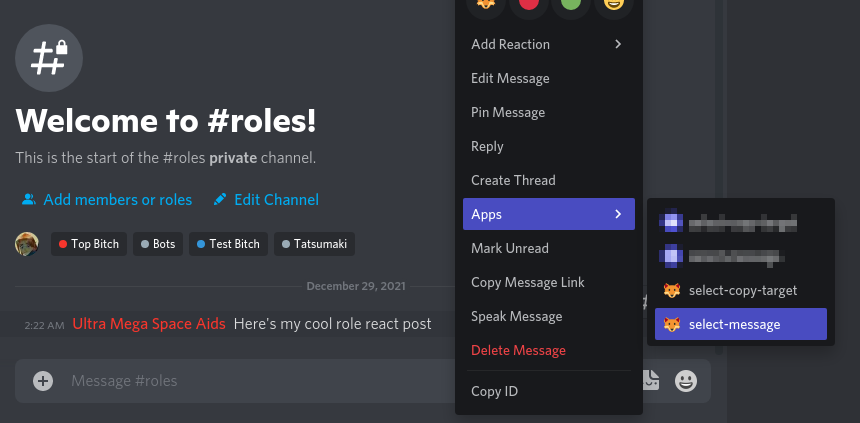 Welcome to #roles!
This is the start of the #roles private channel.
Add members or roles Edit Channel
Top Bitch Bots Test Bitch Tatsumaki
December 29, 2021
2:22 AM Ultra Mega Space Aids Here's my cool role react post
Message #roles
Add Reaction
Edit Message
Pin Message
Reply
Create Thread
Apps
Mark Unread
Copy Message Link
Speak Message
Delete Message
Copy ID
select-copy-target
select-message